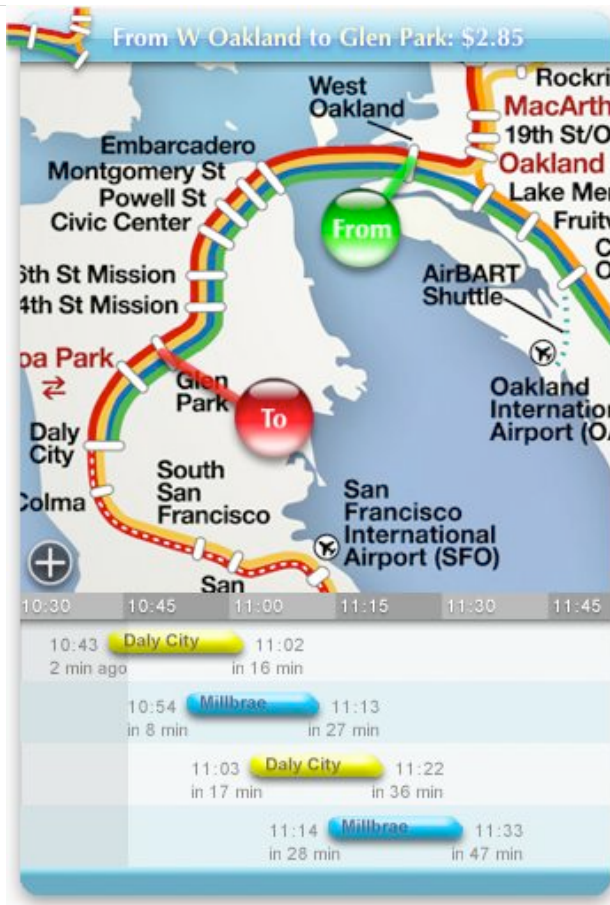 From W Oakland to Glen Park: $2.85
Rockri
West
Oakland
MacArth
19th St/O
Oakland
Embarcadero
Montgomery St
Powell St
Civic Center
Lake Mer
Fruitv
C
O
From
6th St Mission
4th St Mission
AirBART
Shuttle
oa Park
Glen
Park
To
Oakland
Internation
Airport (OA
Daly
City
Colma
South
San
Francisco
San
Francisco
International
Airport (SFO)
San
10:30 10:45 11:00 11:15 11:30 11:45
10:43 Daly City 11:02
2 min ago in 16 min
10:54 Millbrae 11:13
in 8 min in 27 min
11:03 Daly City 11:22
in 17 min in 36 min
11:14 Millbrae 11:33
in 28 min in 47 min